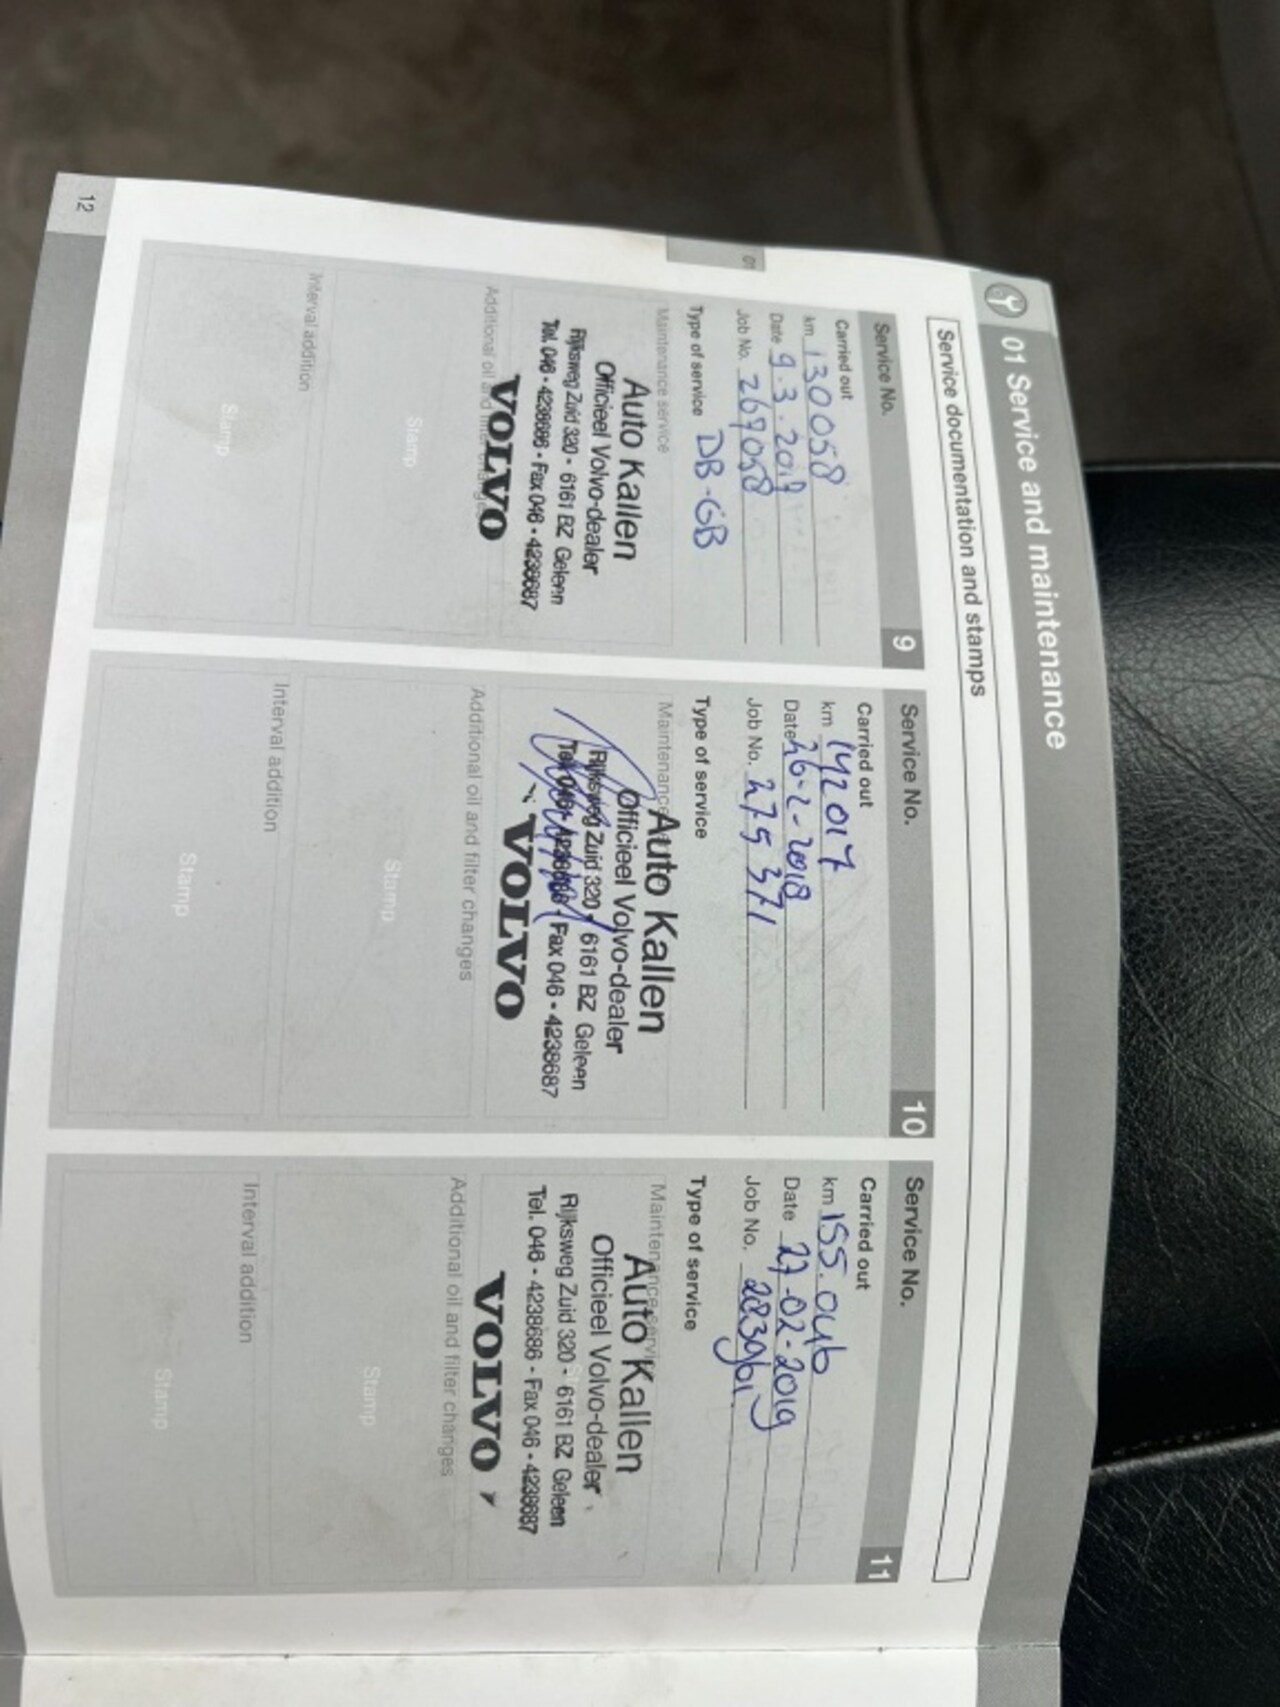 01 Service and maintenance
Service documentation and stamps
01
Service No. 9
Carried out
km 130058
Date 9.3.2017
Job No. 269058
Type of service DB-GB
Maintenance service
Auto Kallen
Officieel Volvo-dealer
Rijksweg Zuid 320 - 6161 BZ Geleen
Tel. 046 - 4238686 - Fax 046 - 4238687
VOLVO
Additional oil and filter changes
Stamp
Interval addition
Stamp
Service No. 10
Carried out
km 142017
Date 26-2-2018
Job No. 275371
Type of service
Maintenance
Auto Kallen
Officieel Volvo-dealer
Rijksweg Zuid 320 - 6161 BZ Geleen
Tel. 046 - 4238686 - Fax 046 - 4238687
VOLVO
Additional oil and filter changes
Stamp
Interval addition
Stamp
Service No. 11
Carried out
km 155.046
Date 27-02-2019
Job No. 283961
Type of service
Maintenance service
Auto Kallen
Officieel Volvo-dealer
Rijksweg Zuid 320 - 6161 BZ Geleen
Tel. 046 - 4238686 - Fax 046 - 4238687
VOLVO
Additional oil and filter changes
Stamp
Interval addition
Stamp
12